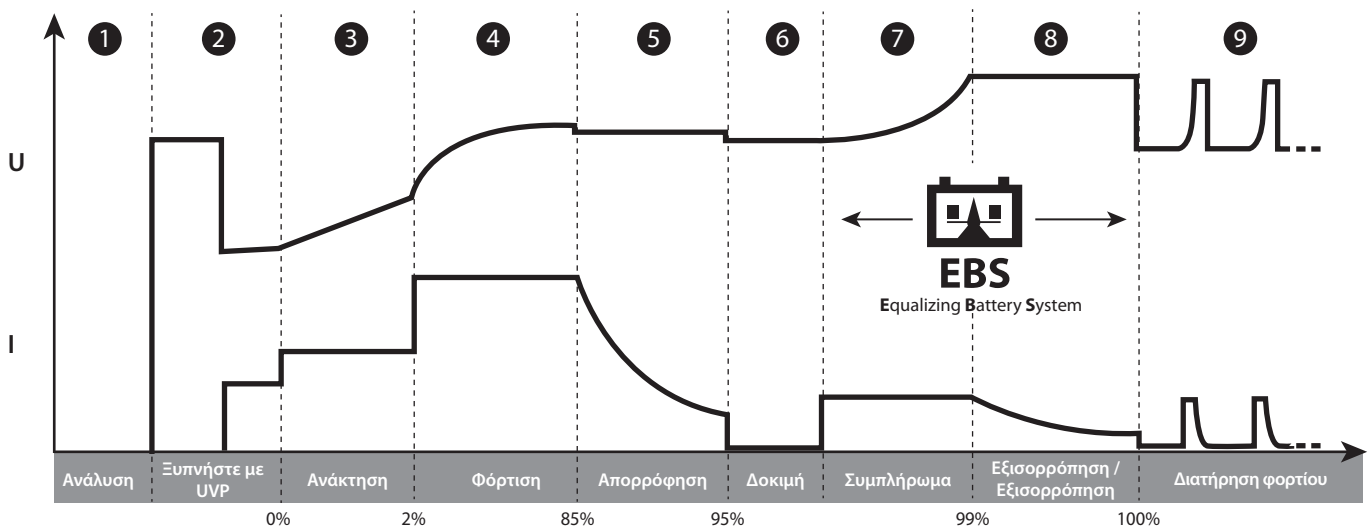 1 2 3 4 5 6 7 8 9
U
I
EBS
Equalizing Battery System
Ανάλυση
Ξυπνήστε με
UVP
Ανάκτηση
Φόρτιση
Απορρόφηση
Δοκιμή
Συμπλήρωμα
Εξισορρόπηση /
Εξισορρόπηση
Διατήρηση φορτίου
0% 2% 85% 95% 99% 100%